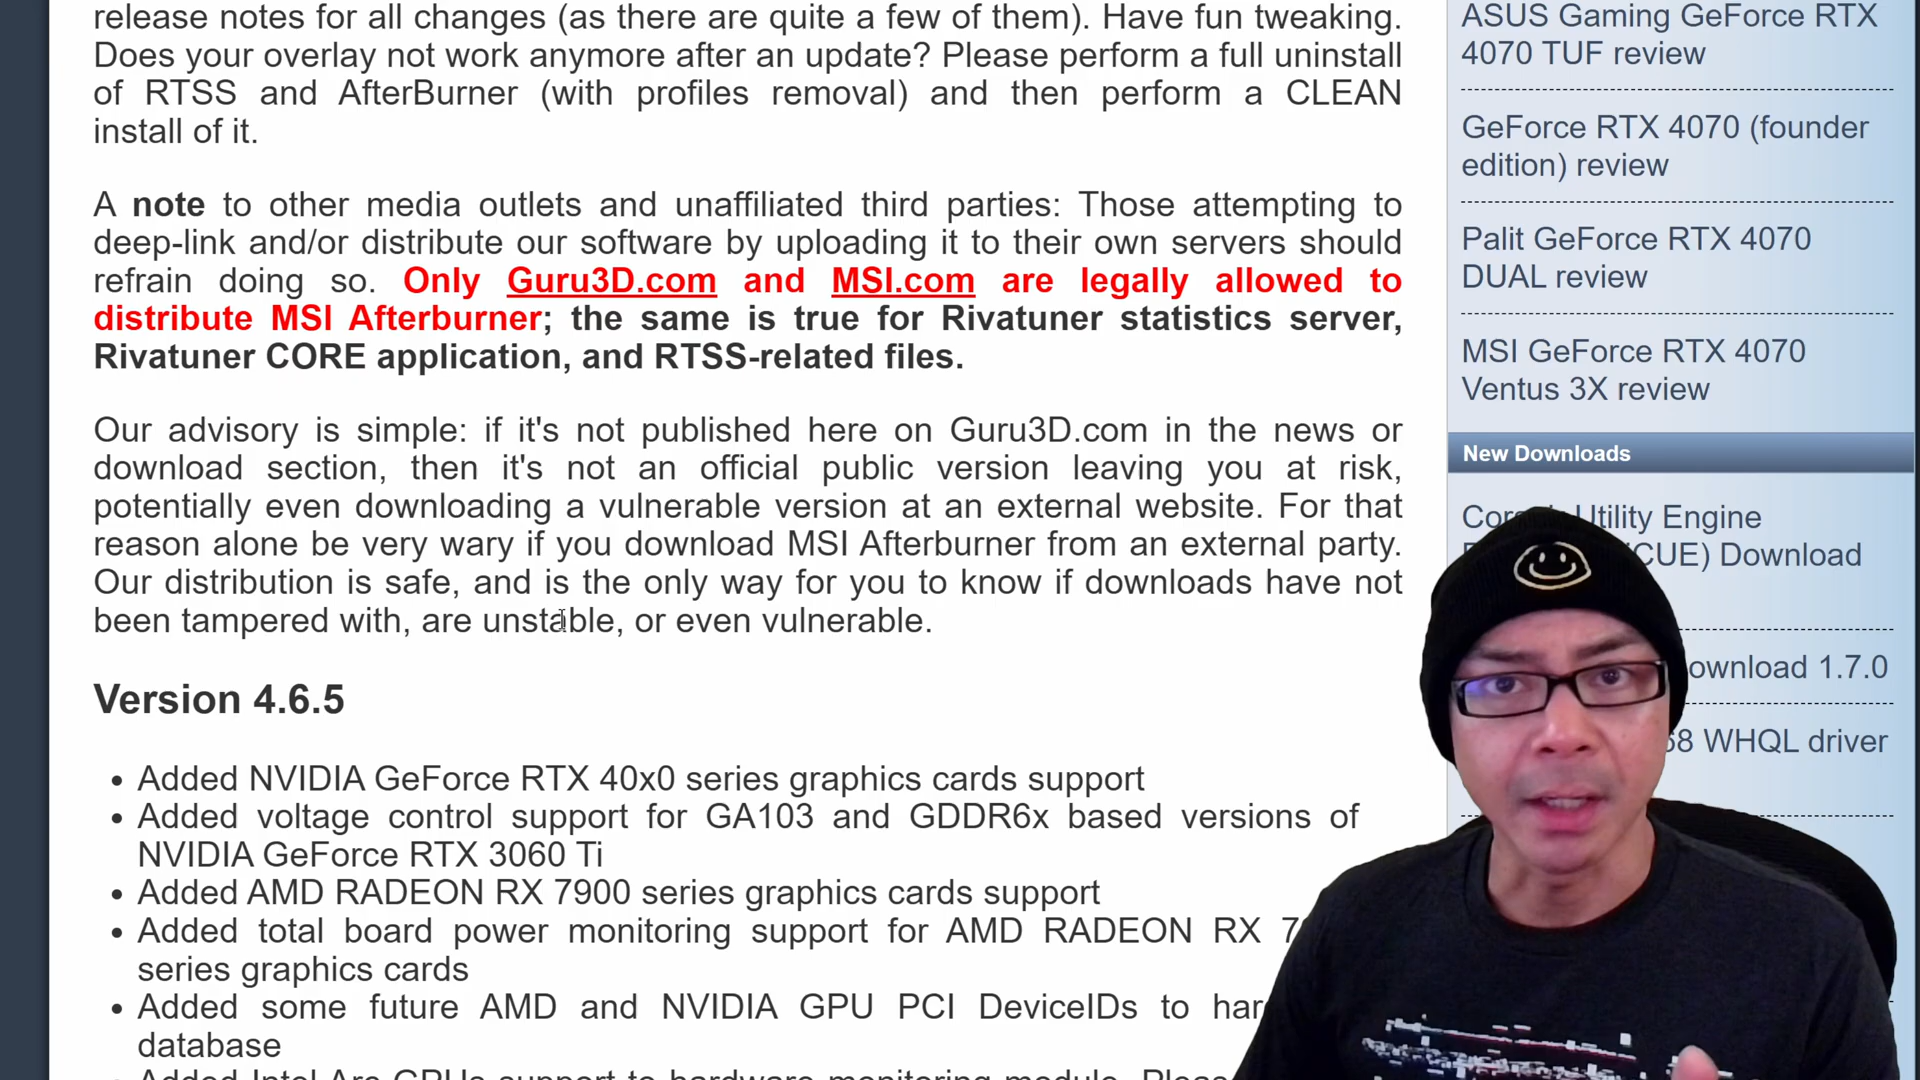 release notes for all changes (as there are quite a few of them). Have fun tweaking.
Does your overlay not work anymore after an update? Please perform a full uninstall
of RTSS and AfterBurner (with profiles removal) and then perform a CLEAN
install of it.
A note to other media outlets and unaffiliated third parties: Those attempting to
deep-link and/or distribute our software by uploading it to their own servers should
refrain doing so. Only Guru3D.com and MSI.com are legally allowed to
distribute MSI Afterburner; the same is true for Rivatuner statistics server,
Rivatuner CORE application, and RTSS-related files.
Our advisory is simple: if it's not published here on Guru3D.com in the news or
download section, then it's not an official public version leaving you at risk,
potentially even downloading a vulnerable version at an external website. For that
reason alone be very wary if you download MSI Afterburner from an external party.
Our distribution is safe, and is the only way for you to know if downloads have not
been tampered with, are unstable, or even vulnerable.
Version 4.6.5
• Added NVIDIA GeForce RTX 40x0 series graphics cards support
• Added voltage control support for GA103 and GDDR6x based versions of
NVIDIA GeForce RTX 3060 Ti
• Added AMD RADEON RX 7900 series graphics cards support
• Added total board power monitoring support for AMD RADEON RX
series graphics cards
• Added some future AMD and NVIDIA GPU PCI DeviceIDs to
database
ASUS Gaming GeForce RTX
4070 TUF review
GeForce RTX 4070 (founder
edition) review
Palit GeForce RTX 4070
DUAL review
MSI GeForce RTX 4070
Ventus 3X review
New Downloads
Utility Engine
Download
1.7.0
WHQL driver